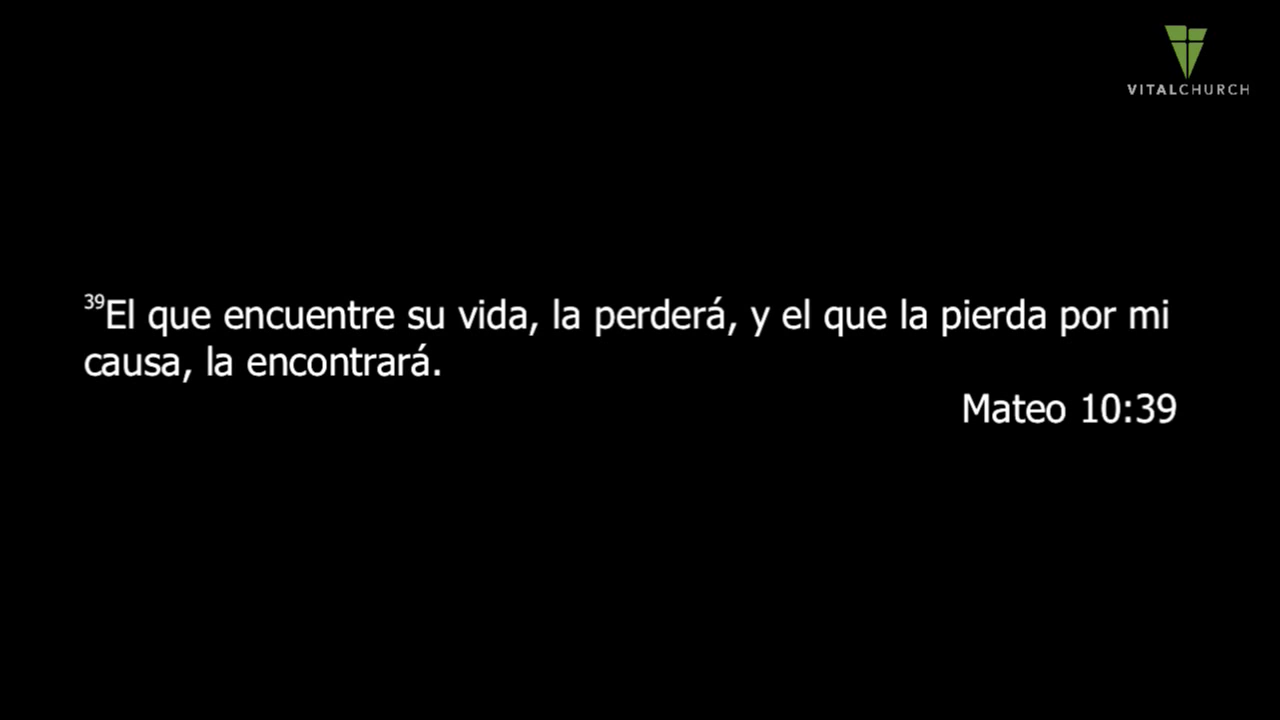 VITALCHURCH
³⁹El que encuentre su vida, la perderá, y el que la pierda por mi
causa, la encontrará.
Mateo 10:39